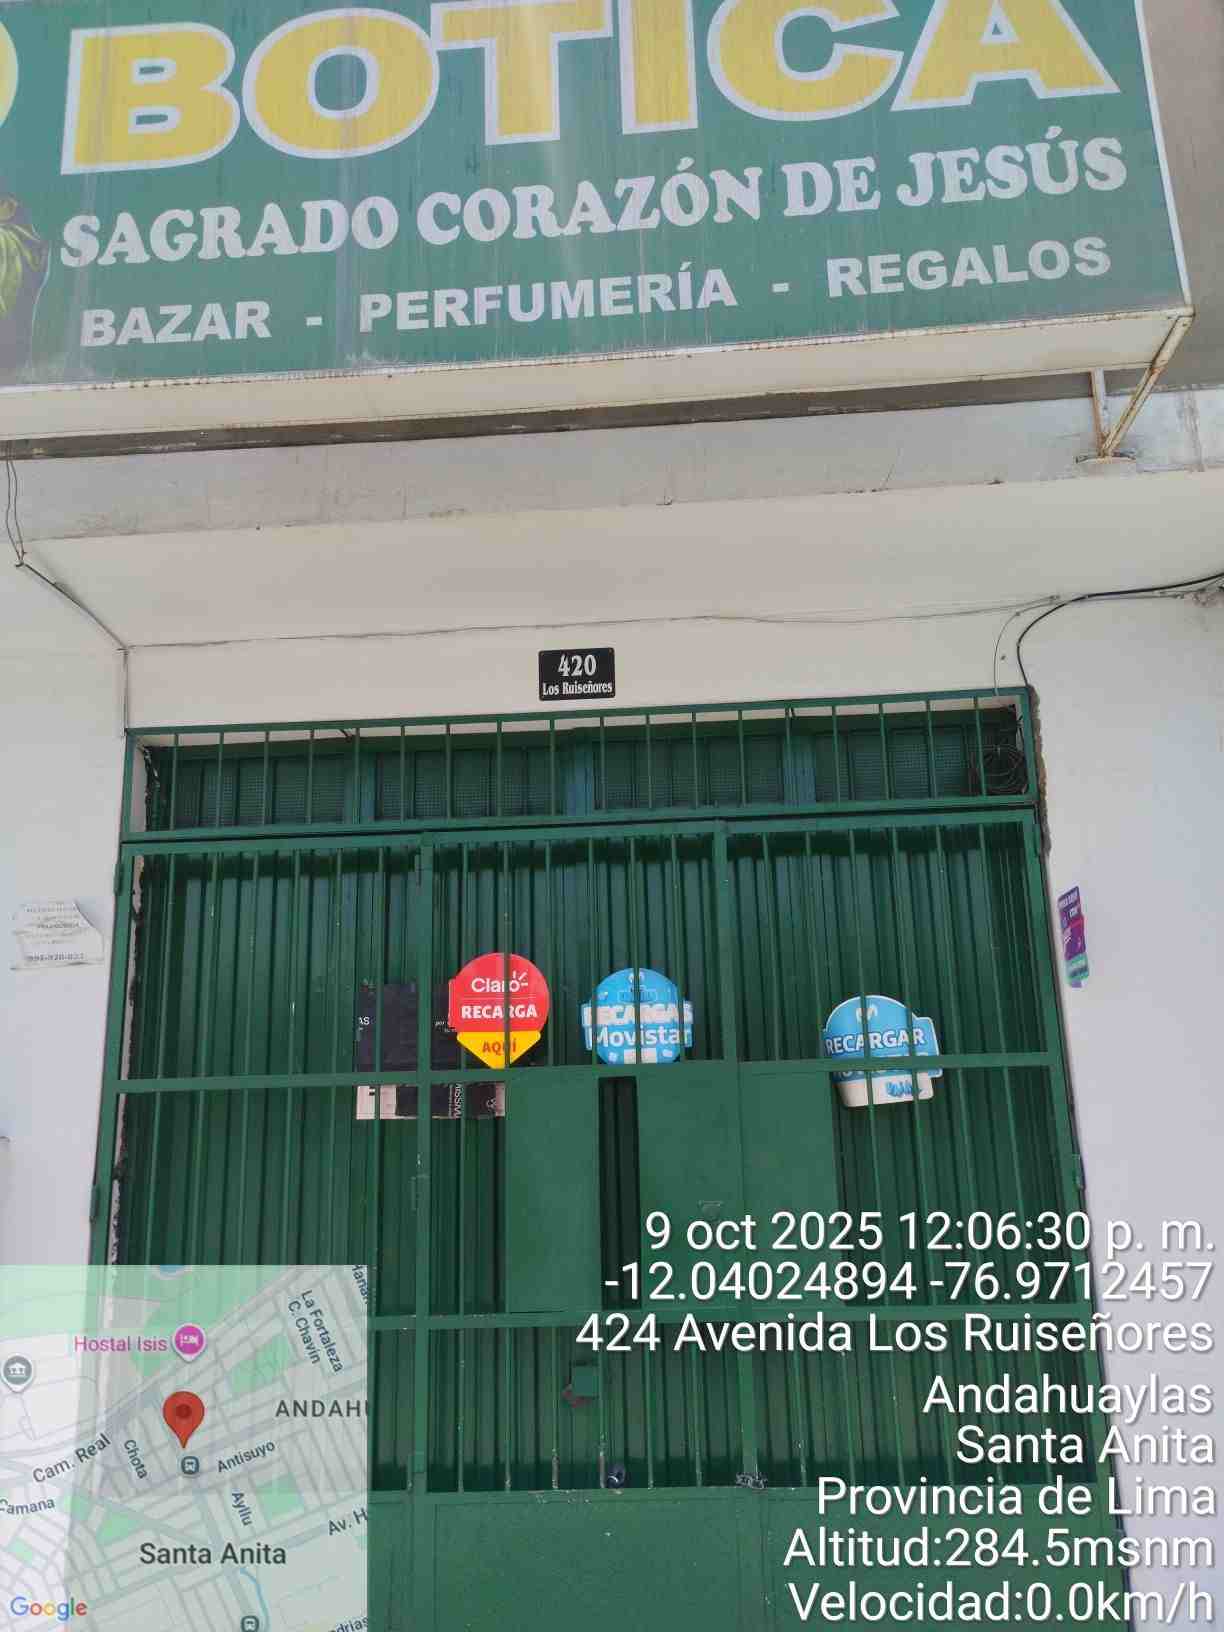 BOTICA
SAGRADO CORAZÓN DE JESÚS
BAZAR - PERFUMERÍA - REGALOS
420
Los Ruiseñores
Claro
RECARGA
AQUÍ
RECARGAS
Movistar
RECARGAR
9 oct 2025 12:06:30 p. m.
-12.04024894 -76.9712457
424 Avenida Los Ruiseñores
Andahuaylas
Santa Anita
Provincia de Lima
Altitud:284.5msnm
Velocidad:0.0km/h
Hostal Isis
La Fortaleza
C. Chavín
ANDAHU
Cam. Real
Chota
Antisuyo
Ayllu
Av. H
Santa Anita
Google